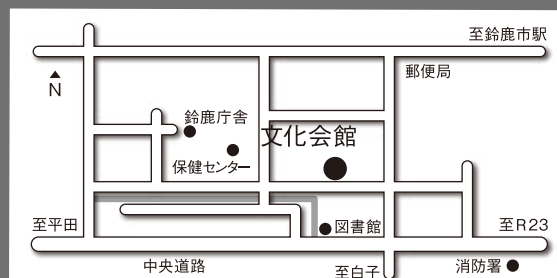 至鈴鹿市駅
郵便局
N
鈴鹿庁舎
文化会館
保健センター
至平田
図書館
至R23
中央道路
至白子
消防署